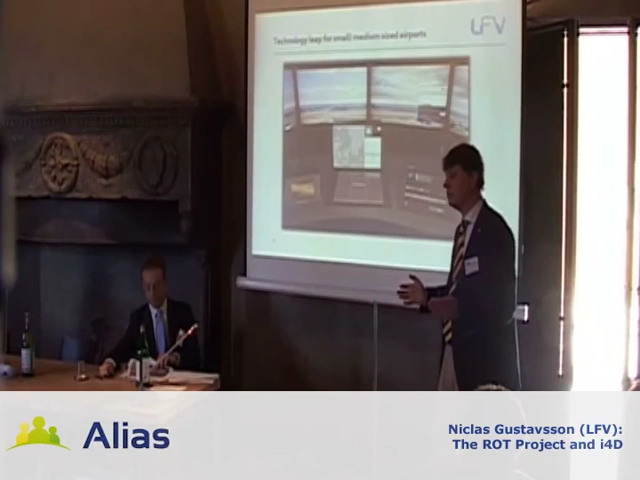 Technology leap for small/medium sized airports
LFV
Alias
Niclas Gustavsson (LFV):
The ROT Project and i4D